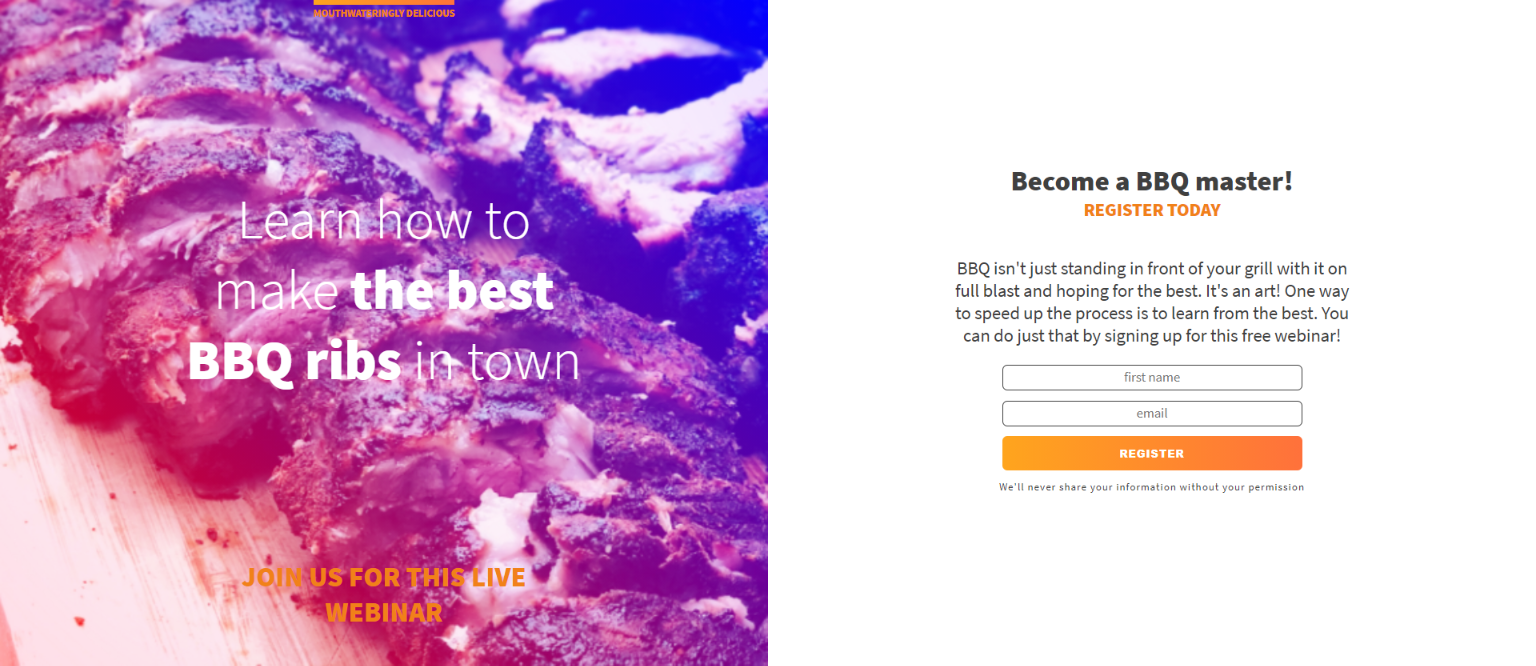 MOUTHWATERINGLY DELICIOUS
Learn how to
make the best
BBQ ribs in town
JOIN US FOR THIS LIVE
WEBINAR
Become a BBQ master!
REGISTER TODAY
BBQ isn't just standing in front of your grill with it on
full blast and hoping for the best. It's an art! One way
to speed up the process is to learn from the best. You
can do just that by signing up for this free webinar!
first name
email
REGISTER
We'll never share your information without your permission